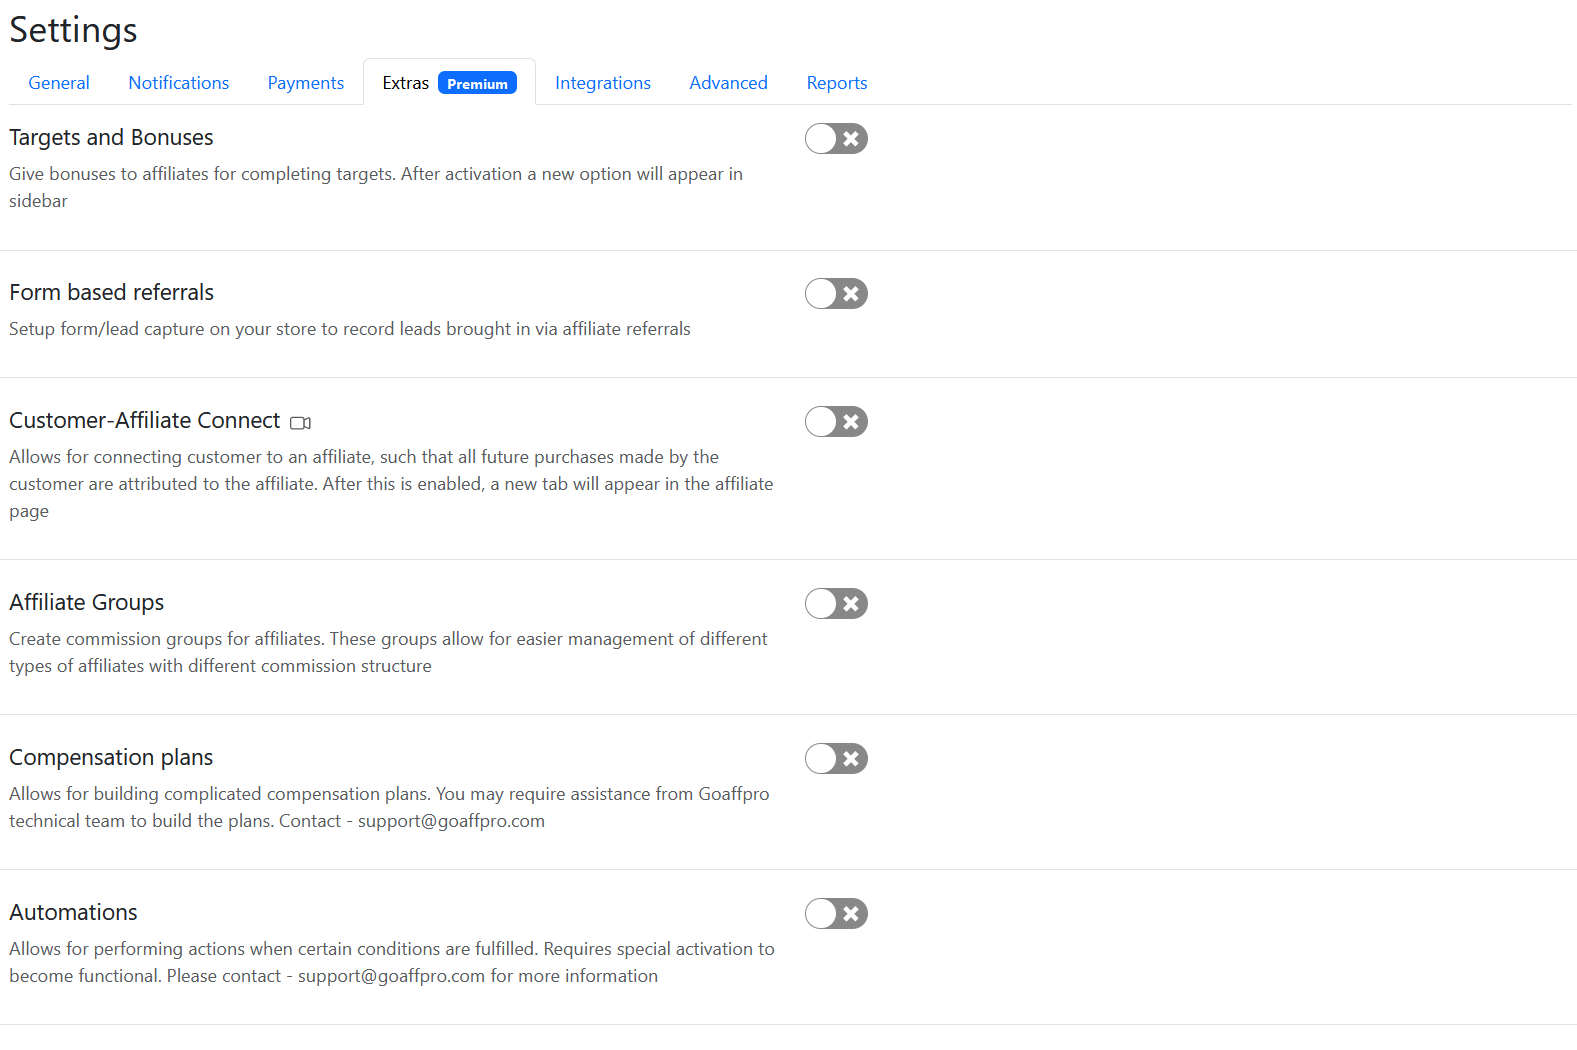 Settings
General Notifications Payments Extras Premium Integrations Advanced Reports
Targets and Bonuses
Give bonuses to affiliates for completing targets. After activation a new option will appear in
sidebar
Form based referrals
Setup form/lead capture on your store to record leads brought in via affiliate referrals
Customer-Affiliate Connect
Allows for connecting customer to an affiliate, such that all future purchases made by the
customer are attributed to the affiliate. After this is enabled, a new tab will appear in the affiliate
page
Affiliate Groups
Create commission groups for affiliates. These groups allow for easier management of different
types of affiliates with different commission structure
Compensation plans
Allows for building complicated compensation plans. You may require assistance from Goaffpro
technical team to build the plans. Contact - support@goaffpro.com
Automations
Allows for performing actions when certain conditions are fulfilled. Requires special activation to
become functional. Please contact - support@goaffpro.com for more information